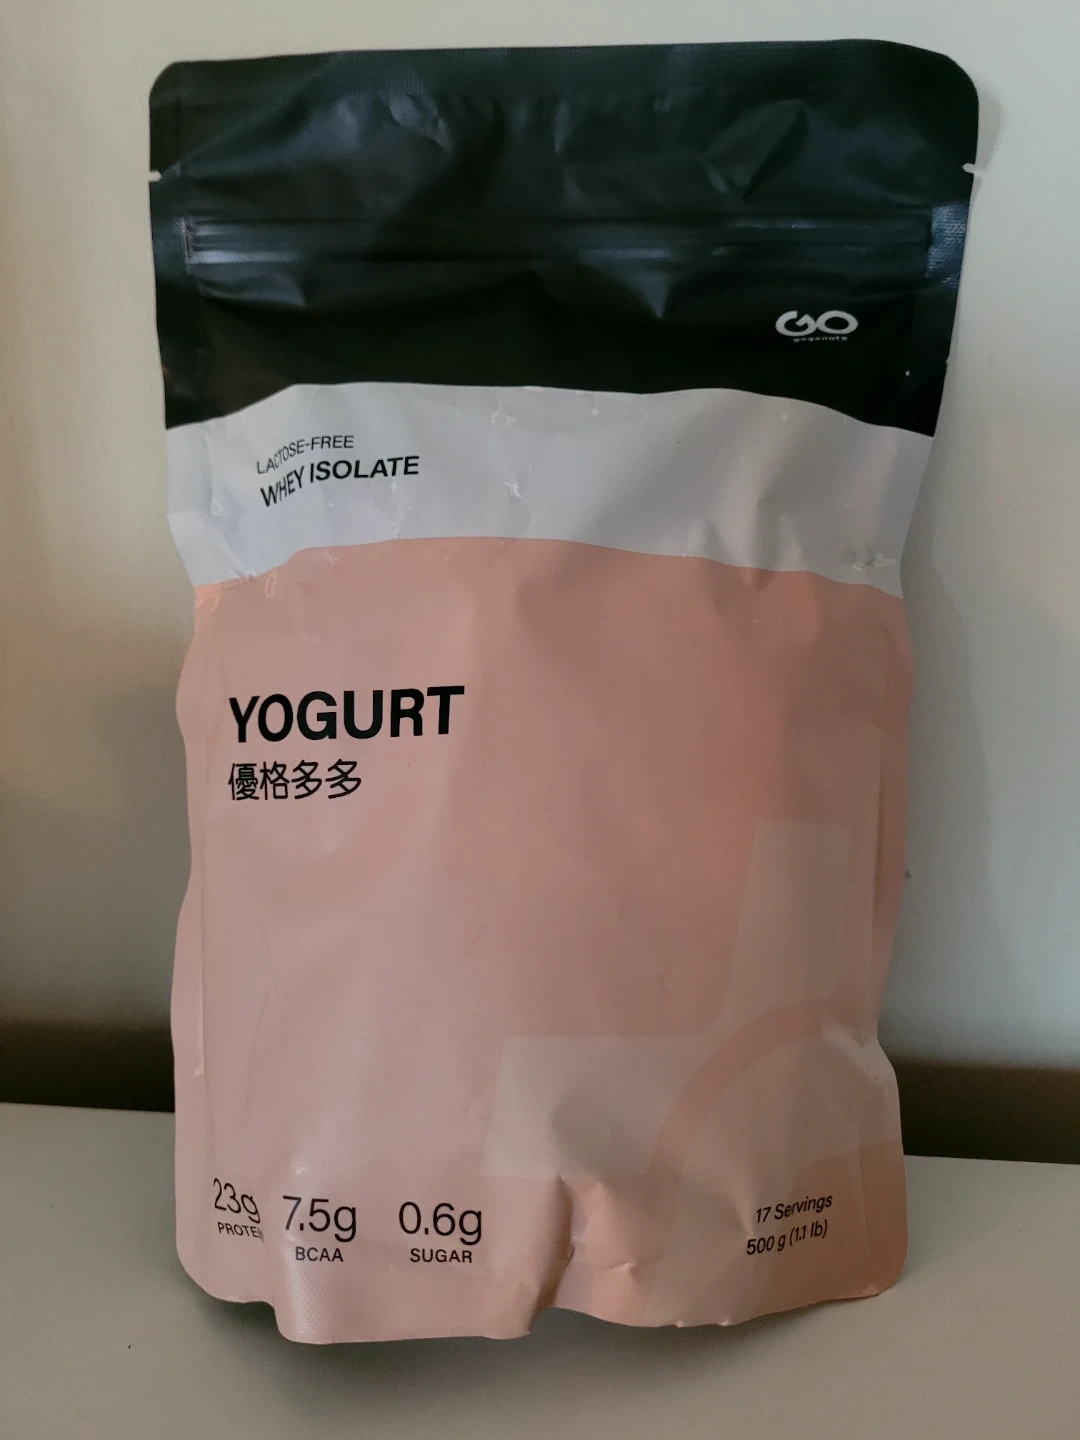 GO
gogonuts
LACTOSE-FREE
WHEY ISOLATE
YOGURT
優格多多
23g
PROTEIN
7.5g
BCAA
0.6g
SUGAR
17 Servings
500 g (1.1 lb)